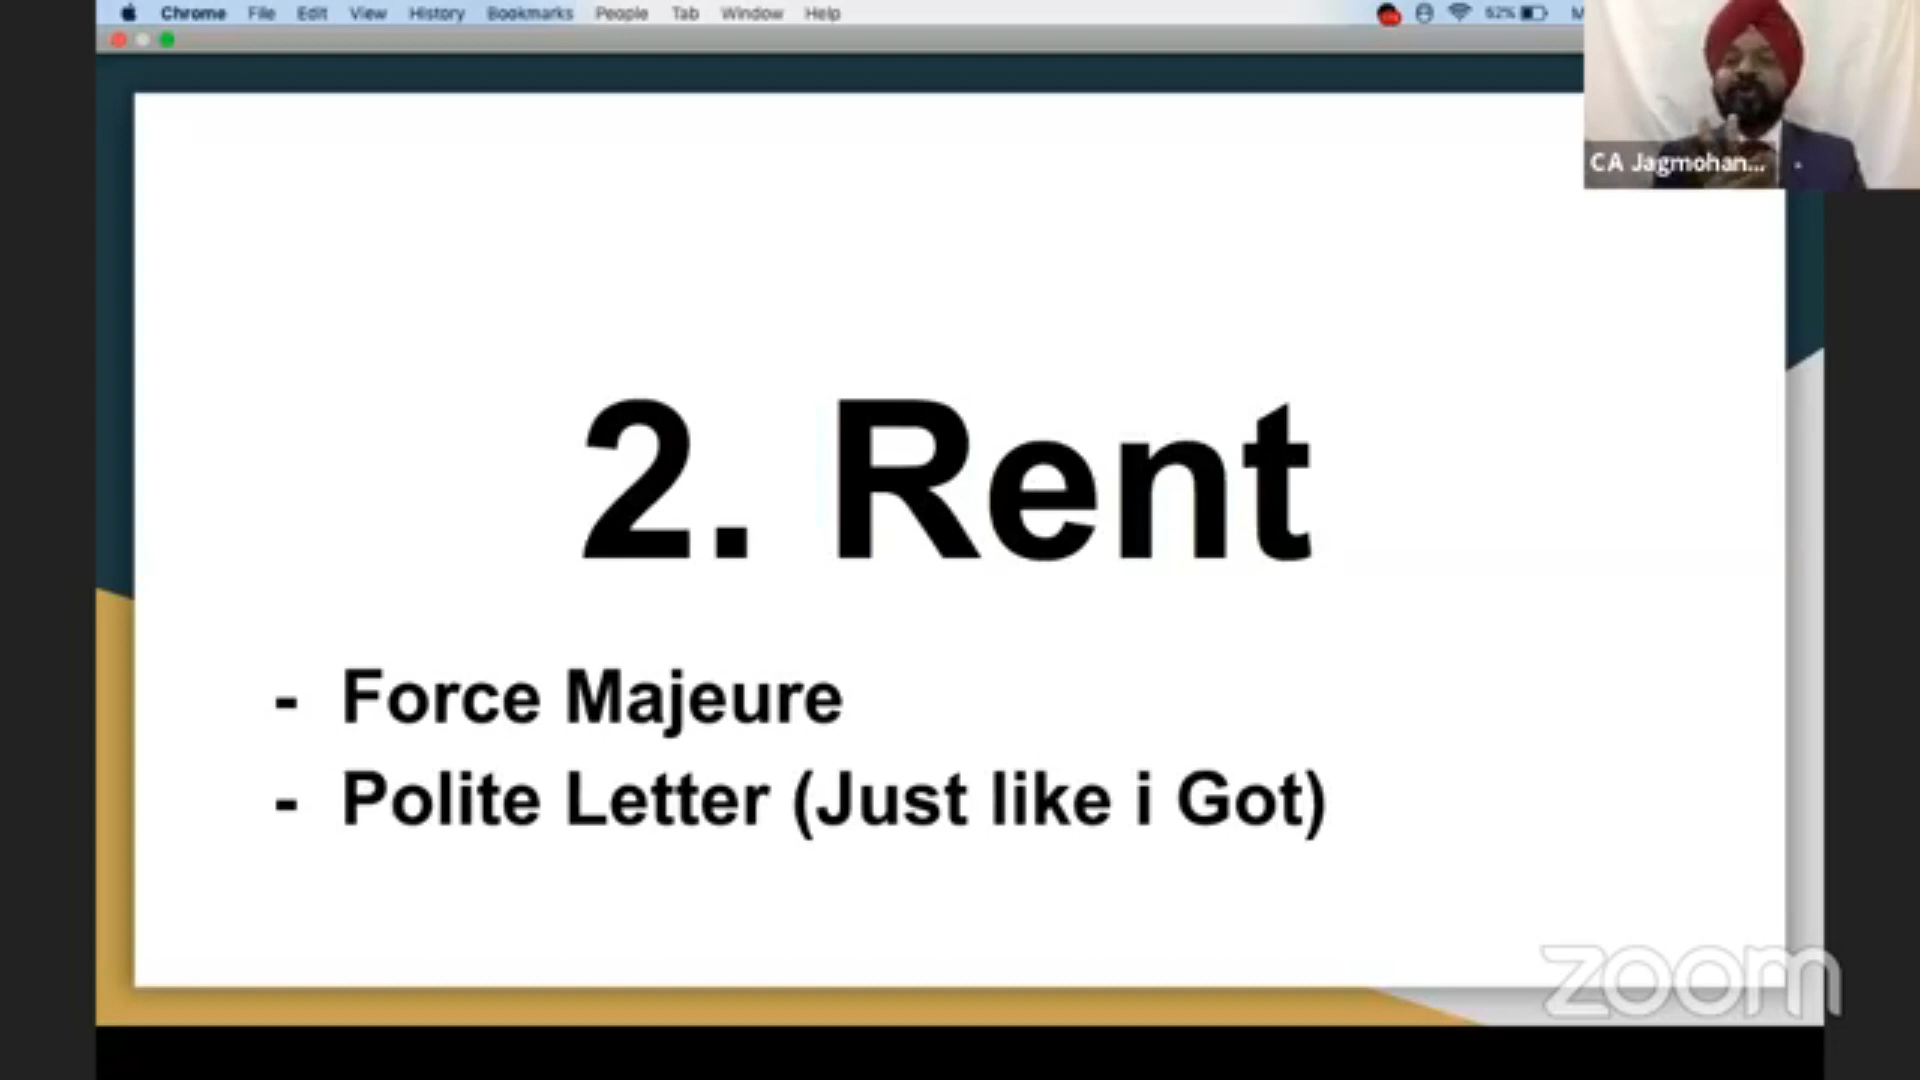 Chrome File Edit View History Bookmarks People Tab Window Help
52% M
CA Jagmohan...
2. Rent
- Force Majeure
- Polite Letter (Just like i Got)
zoom